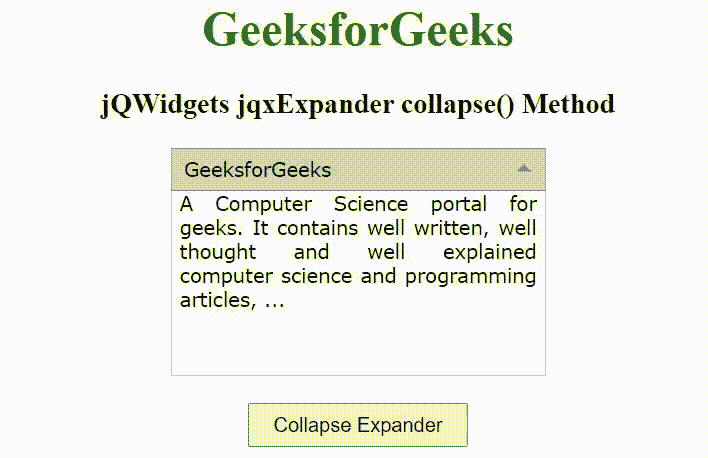 GeeksforGeeks
jQWidgets jqxExpander collapse() Method
GeeksforGeeks
A Computer Science portal for
geeks. It contains well written, well
thought and well explained
computer science and programming
articles, ...
Collapse Expander